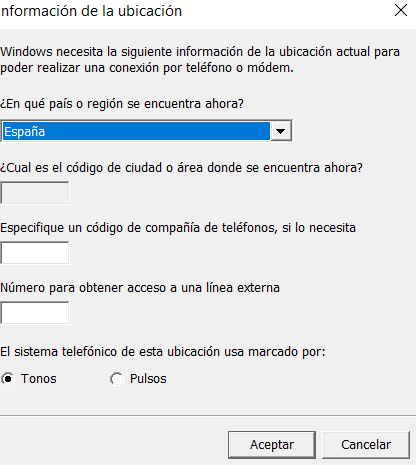 nformación de la ubicación
Windows necesita la siguiente información de la ubicación actual para
poder realizar una conexión por teléfono o módem.
¿En qué país o región se encuentra ahora?
España
¿Cual es el código de ciudad o área donde se encuentra ahora?
Especifique un código de compañía de teléfonos, si lo necesita
Número para obtener acceso a una línea externa
El sistema telefónico de esta ubicación usa marcado por:
Tonos Pulsos
Aceptar Cancelar